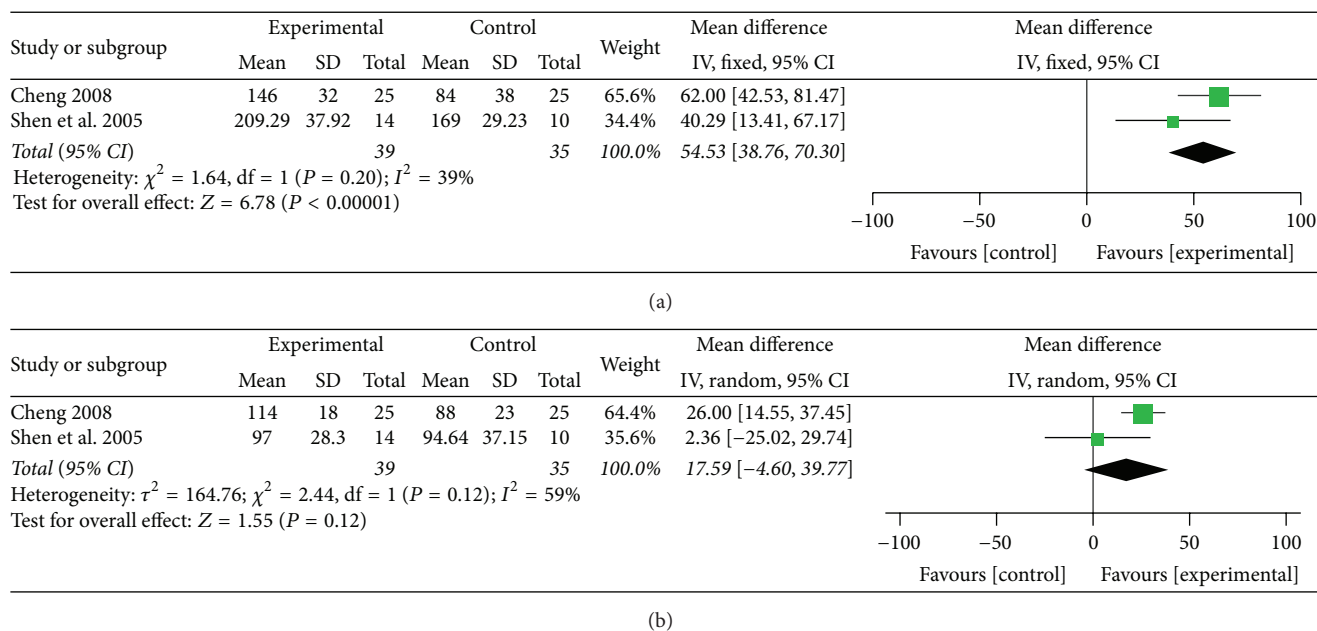 Study or subgroup Experimental Control Weight Mean difference Mean difference
Mean SD Total Mean SD Total IV, fixed, 95% CI IV, fixed, 95% CI
Cheng 2008 146 32 25 84 38 25 65.6% 62.00 [42.53, 81.47]
Shen et al. 2005 209.29 37.92 14 169 29.23 10 34.4% 40.29 [13.41, 67.17]
Total (95% CI) 39 35 100.0% 54.53 [38.76, 70.30]
Heterogeneity: χ² = 1.64, df = 1 (P = 0.20); I² = 39%
Test for overall effect: Z = 6.78 (P < 0.00001)
−100 −50 0 50 100
Favours [control] Favours [experimental]
(a)
Study or subgroup Experimental Control Weight Mean difference Mean difference
Mean SD Total Mean SD Total IV, random, 95% CI IV, random, 95% CI
Cheng 2008 114 18 25 88 23 25 64.4% 26.00 [14.55, 37.45]
Shen et al. 2005 97 28.3 14 94.64 37.15 10 35.6% 2.36 [−25.02, 29.74]
Total (95% CI) 39 35 100.0% 17.59 [−4.60, 39.77]
Heterogeneity: τ² = 164.76; χ² = 2.44, df = 1 (P = 0.12); I² = 59%
Test for overall effect: Z = 1.55 (P = 0.12)
−100 −50 0 50 100
Favours [control] Favours [experimental]
(b)